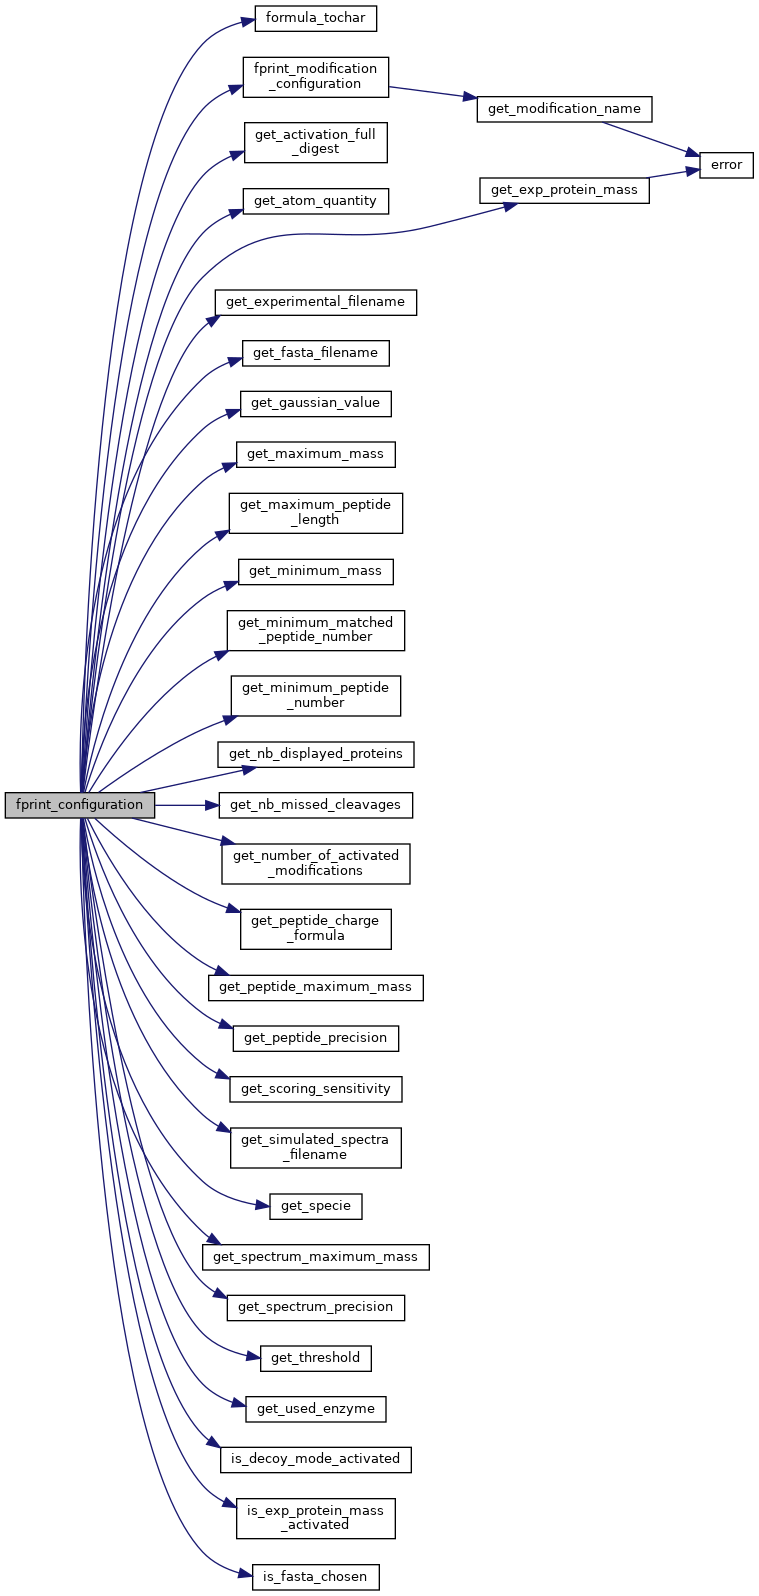 formula_tochar
fprint_modification
_configuration
get_modification_name
get_activation_full
_digest
error
get_exp_protein_mass
get_atom_quantity
get_experimental_filename
get_fasta_filename
get_gaussian_value
get_maximum_mass
get_maximum_peptide
_length
get_minimum_mass
get_minimum_matched
_peptide_number
get_minimum_peptide
_number
get_nb_displayed_proteins
fprint_configuration
get_nb_missed_cleavages
get_number_of_activated
_modifications
get_peptide_charge
_formula
get_peptide_maximum_mass
get_peptide_precision
get_scoring_sensitivity
get_simulated_spectra
_filename
get_specie
get_spectrum_maximum_mass
get_spectrum_precision
get_threshold
get_used_enzyme
is_decoy_mode_activated
is_exp_protein_mass
_activated
is_fasta_chosen